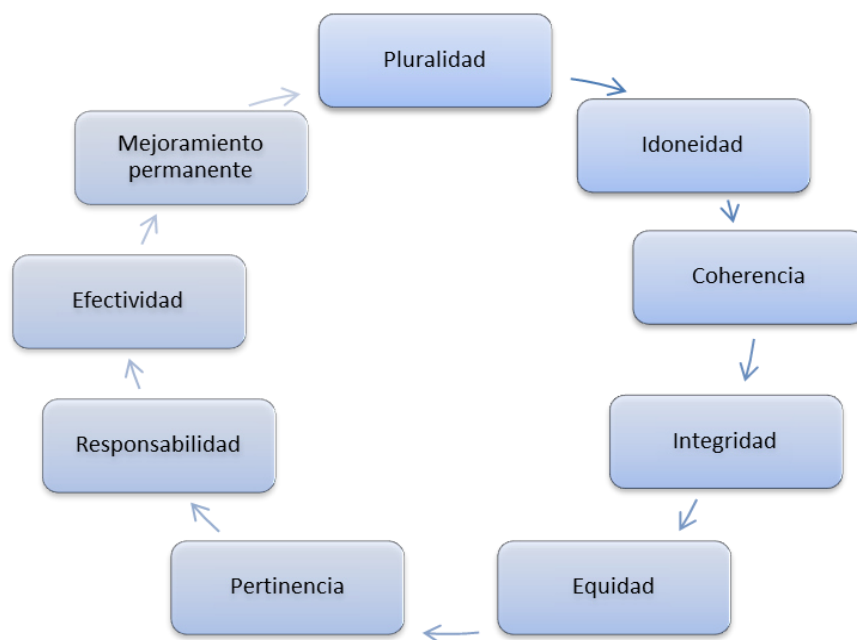 Pluralidad
Idoneidad
Coherencia
Integridad
Equidad
Pertinencia
Responsabilidad
Efectividad
Mejoramiento
permanente